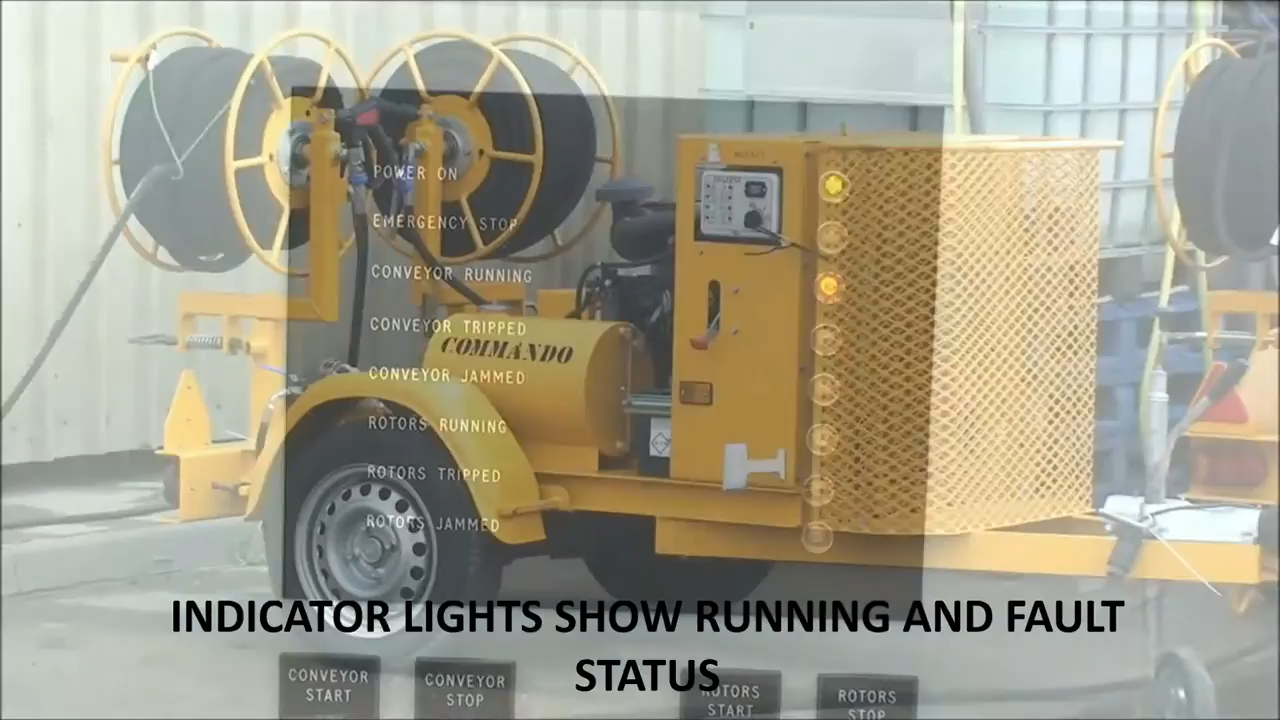 POWER ON
EMERGENCY STOP
CONVEYOR RUNNING
CONVEYOR TRIPPED
COMMANDO
CONVEYOR JAMMED
ROTORS RUNNING
ROTORS TRIPPED
ROTORS JAMMED
INDICATOR LIGHTS SHOW RUNNING AND FAULT
STATUS
CONVEYOR
START
CONVEYOR
STOP
ROTORS
START
ROTORS
STOP